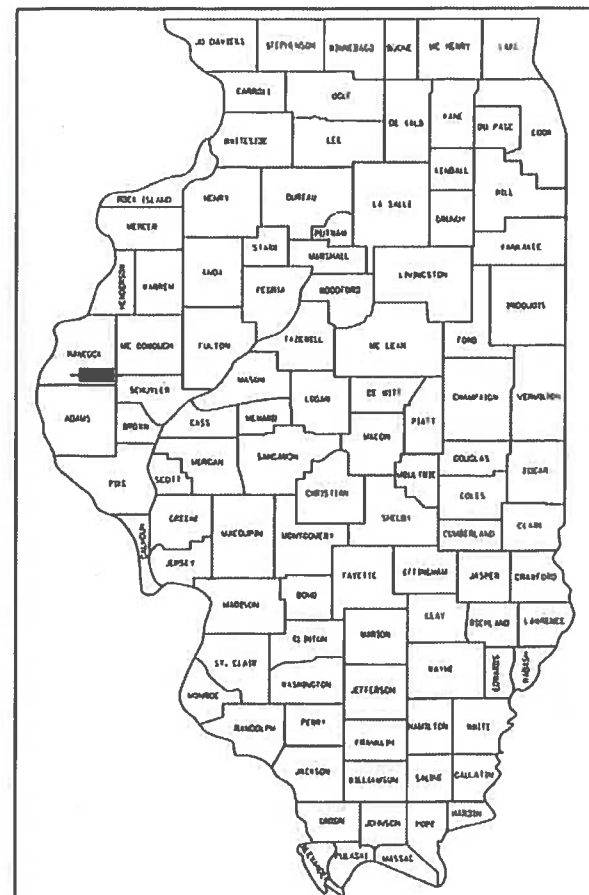 JO DAVIESS STEPHENSON WINNEBAGO BOONE MC HENRY LAKE
CARROLL OGLE DE KALB KANE DU PAGE COOK
WHITESIDE LEE KENDALL
ROCK ISLAND HENRY BUREAU LA SALLE GRUNDY WILL
MERCER STARK PUTNAM MARSHALL KANKAKEE
HENDERSON WARREN KNOX PEORIA WOODFORD LIVINGSTON IROQUOIS
HANCOCK MC DONOUGH FULTON TAZEWELL MC LEAN FORD
SCHUYLER MASON LOGAN DE WITT CHAMPAIGN VERMILION
ADAMS BROWN CASS MENARD MACON PIATT
PIKE SCOTT MORGAN SANGAMON CHRISTIAN MOULTRIE DOUGLAS EDGAR
COLES
CALHOUN GREENE MACOUPIN MONTGOMERY SHELBY CUMBERLAND CLARK
JERSEY FAYETTE EFFINGHAM JASPER CRAWFORD
MADISON BOND CLAY RICHLAND LAWRENCE
CLINTON MARION
ST. CLAIR WASHINGTON JEFFERSON WAYNE EDWARDS WABASH
MONROE RANDOLPH PERRY FRANKLIN HAMILTON WHITE
JACKSON WILLIAMSON SALINE GALLATIN
UNION JOHNSON POPE HARDIN
ALEXANDER PULASKI MASSAC